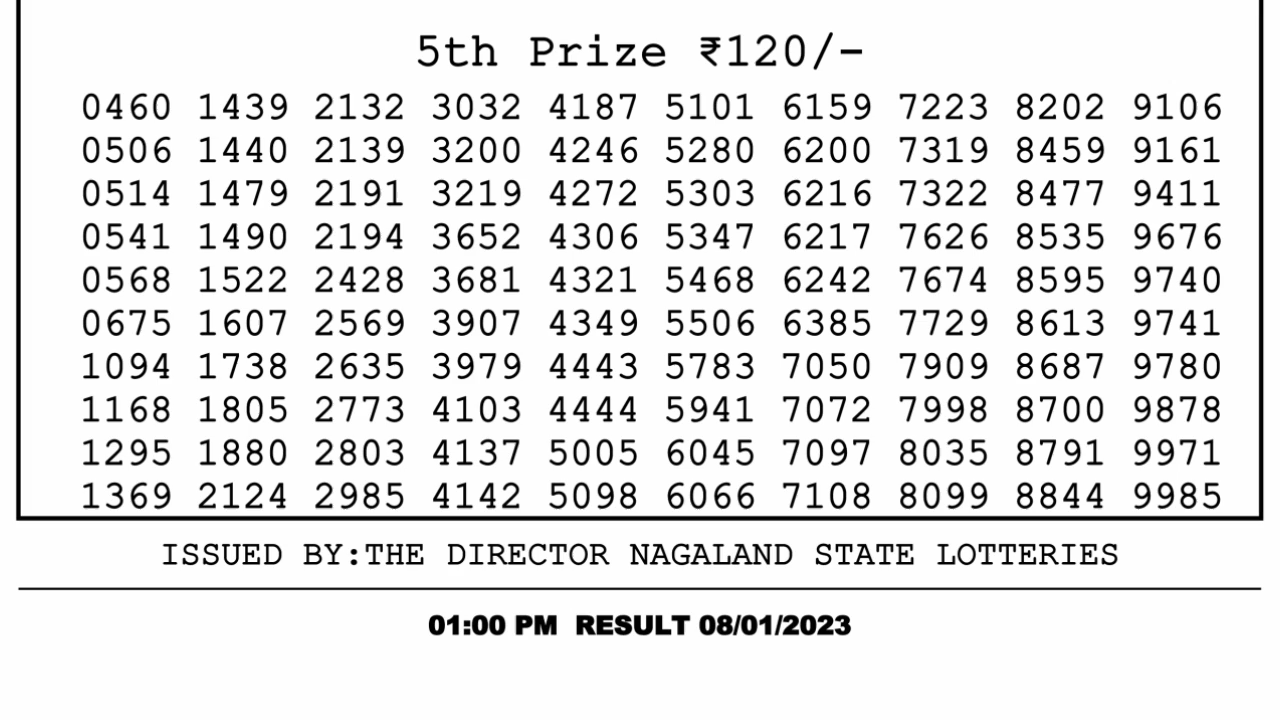 5th Prize ₹120/-
0460 1439 2132 3032 4187 5101 6159 7223 8202 9106
0506 1440 2139 3200 4246 5280 6200 7319 8459 9161
0514 1479 2191 3219 4272 5303 6216 7322 8477 9411
0541 1490 2194 3652 4306 5347 6217 7626 8535 9676
0568 1522 2428 3681 4321 5468 6242 7674 8595 9740
0675 1607 2569 3907 4349 5506 6385 7729 8613 9741
1094 1738 2635 3979 4443 5783 7050 7909 8687 9780
1168 1805 2773 4103 4444 5941 7072 7998 8700 9878
1295 1880 2803 4137 5005 6045 7097 8035 8791 9971
1369 2124 2985 4142 5098 6066 7108 8099 8844 9985
ISSUED BY:THE DIRECTOR NAGALAND STATE LOTTERIES
01:00 PM RESULT 08/01/2023